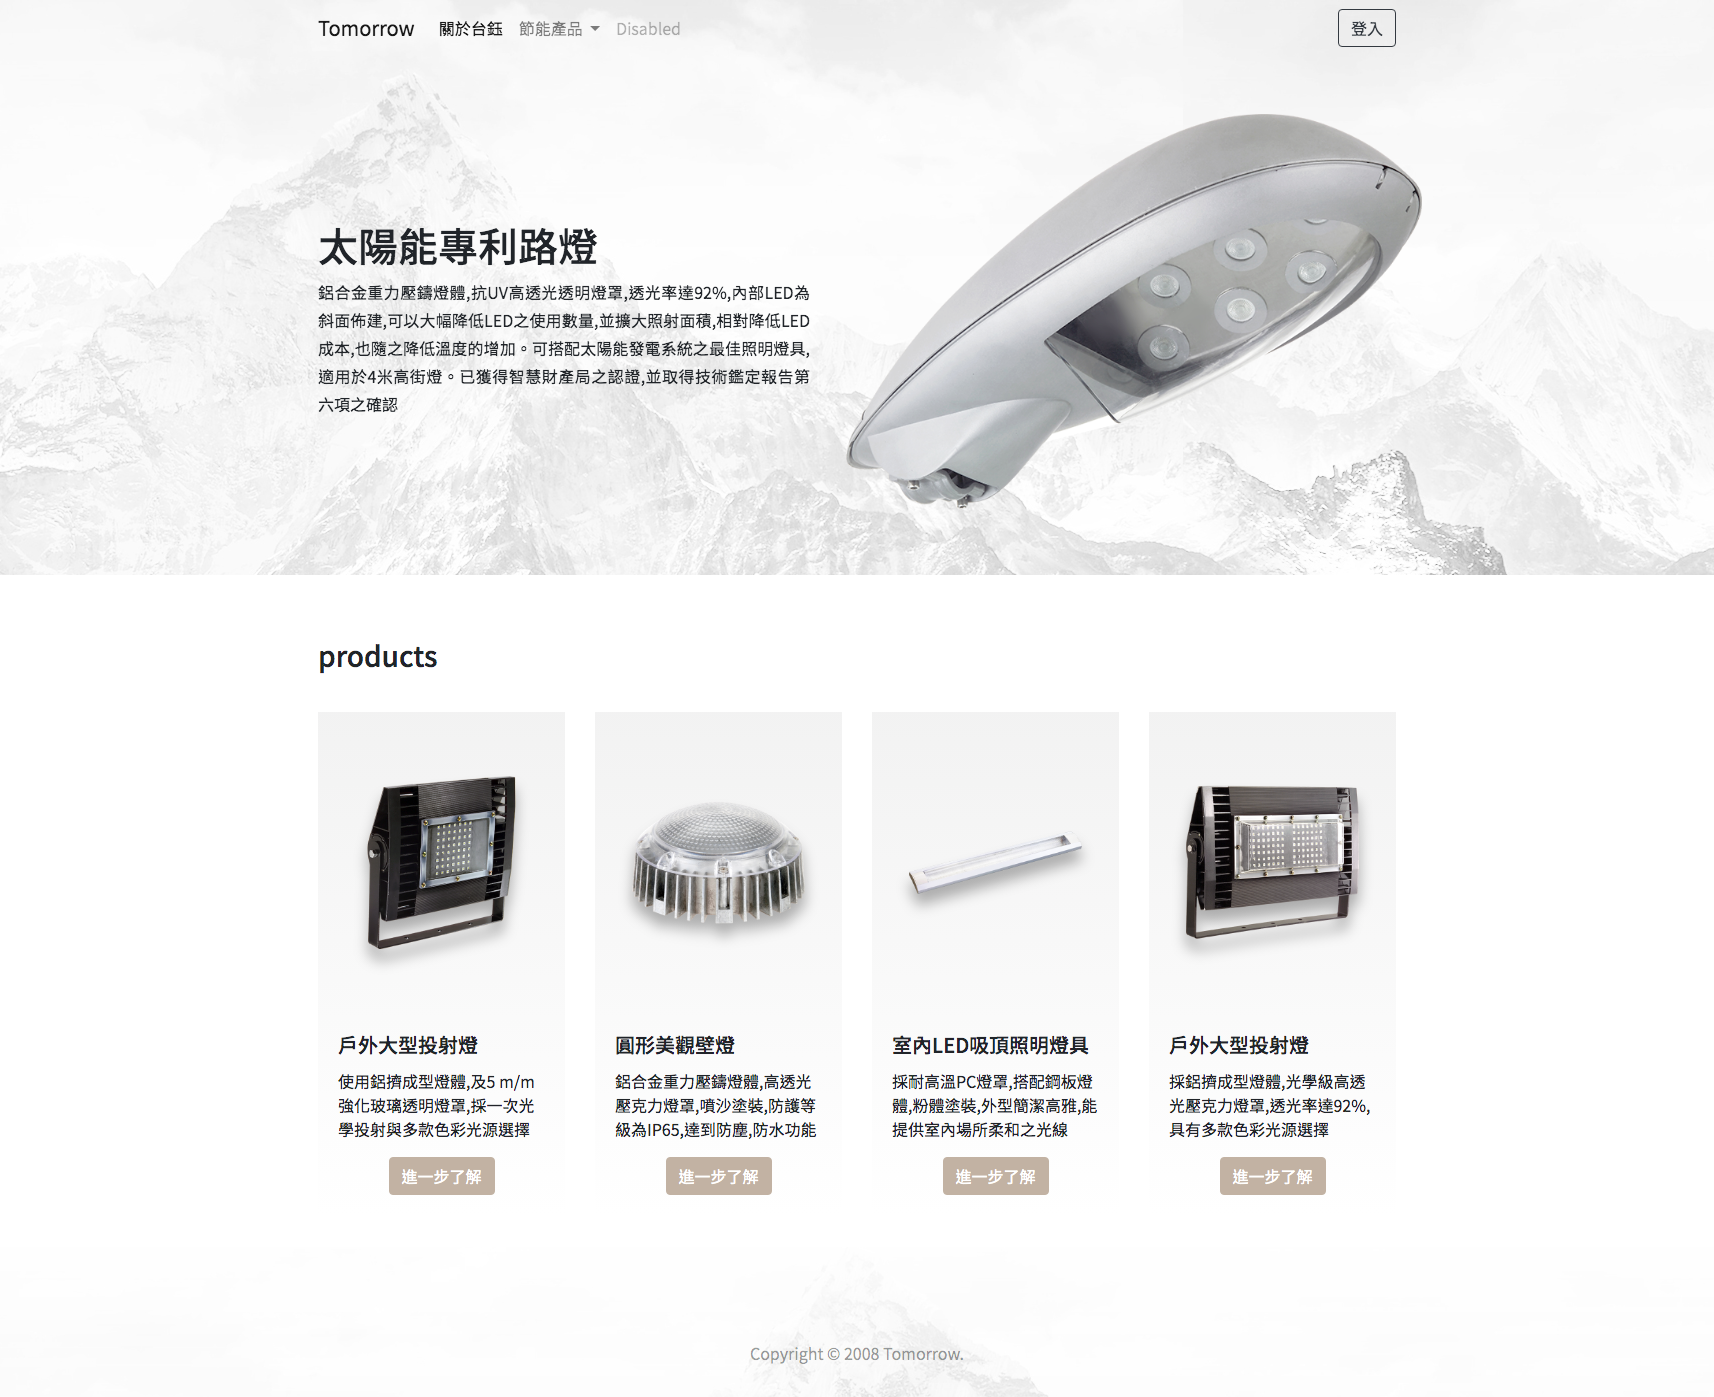 Tomorrow 關於台鈺 節能產品 Disabled 登入
太陽能專利路燈
鋁合金重力壓鑄燈體,抗UV高透光透明燈罩,透光率達92%,內部LED為
斜面佈建,可以大幅降低LED之使用數量,並擴大照射面積,相對降低LED
成本,也隨之降低溫度的增加。可搭配太陽能發電系統之最佳照明燈具,
適用於4米高街燈。已獲得智慧財產局之認證,並取得技術鑑定報告第
六項之確認
products
戶外大型投射燈
使用鋁擠成型燈體,及5 m/m
強化玻璃透明燈罩,採一次光
學投射與多款色彩光源選擇
進一步了解
圓形美觀壁燈
鋁合金重力壓鑄燈體,高透光
壓克力燈罩,噴沙塗裝,防護等
級為IP65,達到防塵,防水功能
進一步了解
室內LED吸頂照明燈具
採耐高溫PC燈罩,搭配鋼板燈
體,粉體塗裝,外型簡潔高雅,能
提供室內場所柔和之光線
進一步了解
戶外大型投射燈
採鋁擠成型燈體,光學級高透
光壓克力燈罩,透光率達92%,
具有多款色彩光源選擇
進一步了解
Copyright © 2008 Tomorrow.